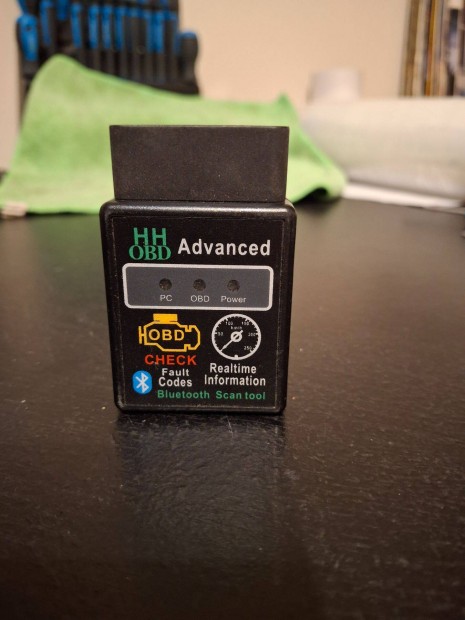 HH
OBD Advanced
PC OBD Power
OBD
CHECK
Fault
Codes
Realtime
Information
Bluetooth Scan tool